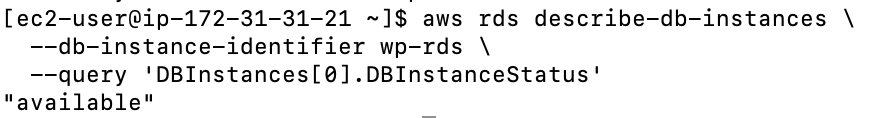 [ec2-user@ip-172-31-31-21 ~]$ aws rds describe-db-instances \
  --db-instance-identifier wp-rds \
  --query 'DBInstances[0].DBInstanceStatus'
"available"